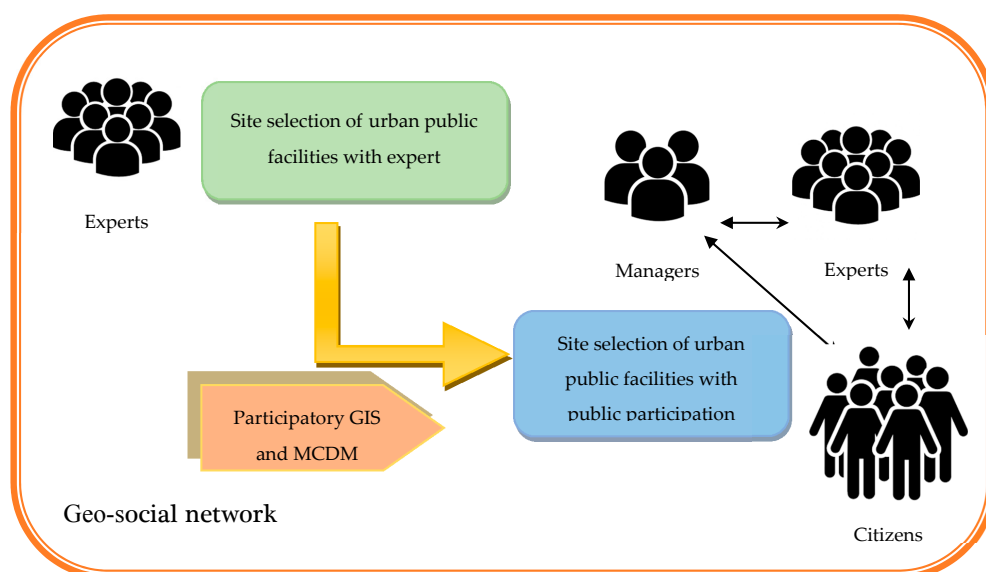 Site selection of urban public
facilities with expert
Experts
Managers
Experts
Site selection of urban
public facilities with
public participation
Participatory GIS
and MCDM
Geo-social network
Citizens